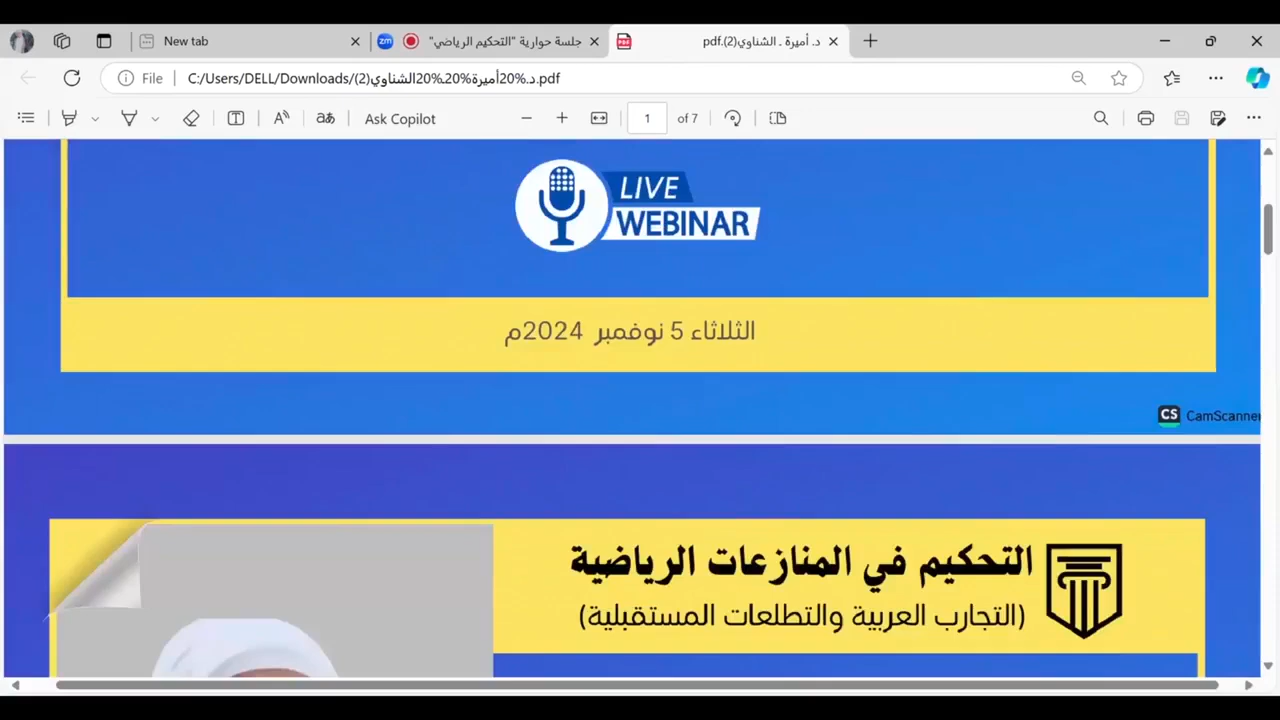 New tab
جلسة حوارية "التحكيم الرياضي"
د. أميرة ـ الشناوي(2).pdf
File
C:/Users/DELL/Downloads/د.%20أميرة%20%20الشناوي(2).pdf
Ask Copilot
1 of 7
LIVE
WEBINAR
الثلاثاء 5 نوفمبر 2024م
CS CamScanner
التحكيم في المنازعات الرياضية
(التجارب العربية والتطلعات المستقبلية)